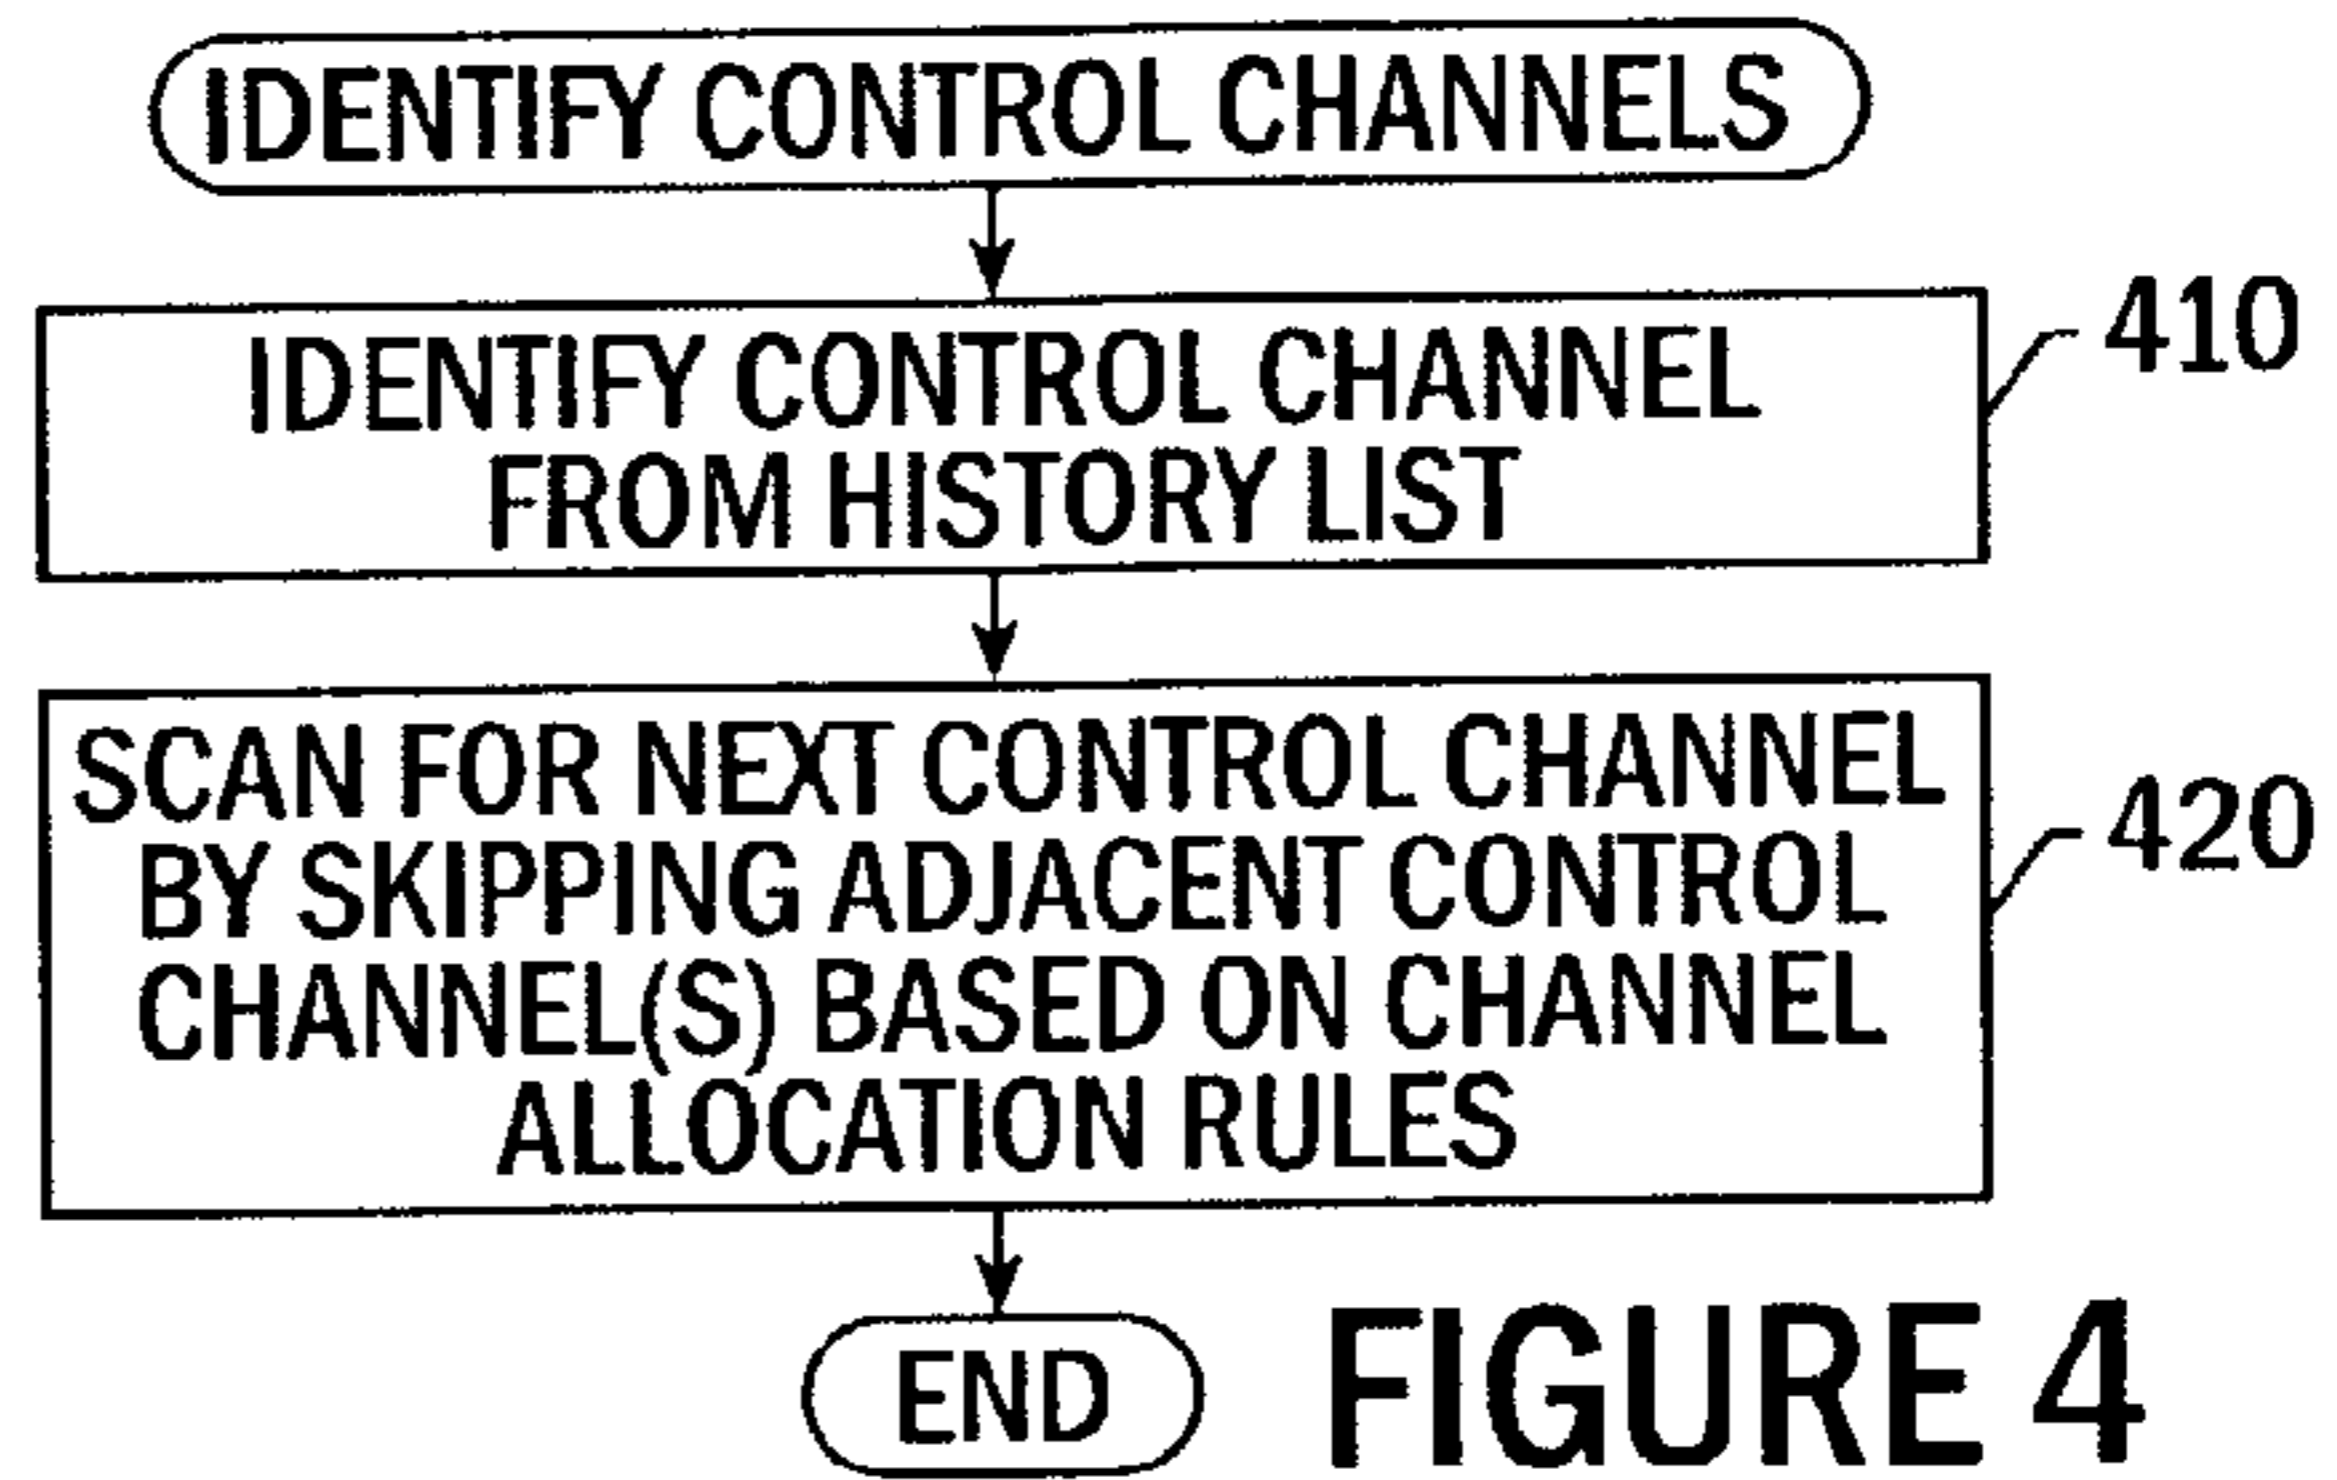 IDENTIFY CONTROL CHANNELS
IDENTIFY CONTROL CHANNEL
FROM HISTORY LIST
410
SCAN FOR NEXT CONTROL CHANNEL
BY SKIPPING ADJACENT CONTROL
CHANNEL(S) BASED ON CHANNEL
ALLOCATION RULES
420
END
FIGURE 4